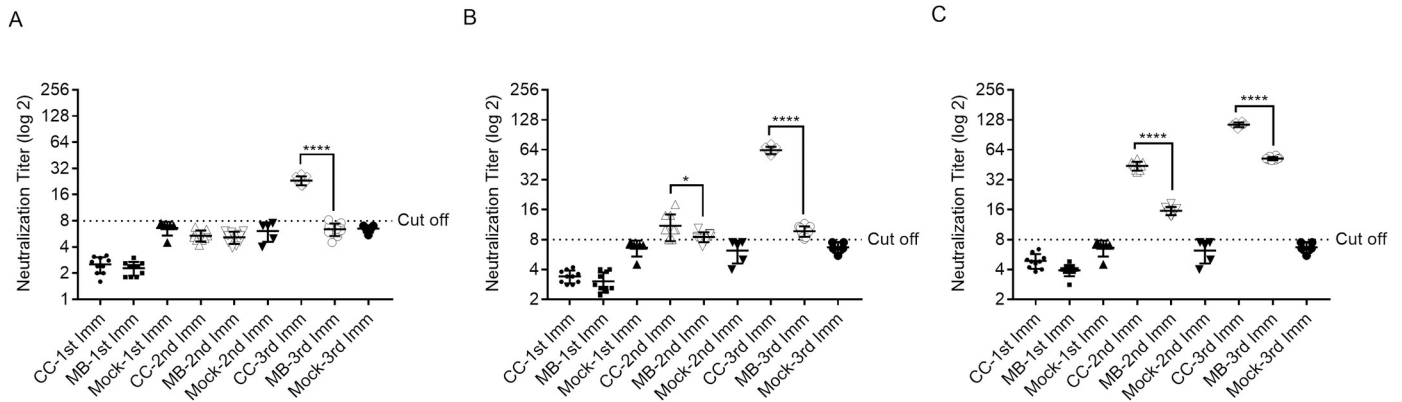 A
Neutralization Titer (log 2)
256
128
64
32
16
8
4
2
1
****
Cut off
CC-1st Imm
MB-1st Imm
Mock-1st Imm
CC-2nd Imm
MB-2nd Imm
Mock-2nd Imm
CC-3rd Imm
MB-3rd Imm
Mock-3rd Imm
B
Neutralization Titer (log 2)
256
128
64
32
16
8
4
2
*
****
Cut off
CC-1st Imm
MB-1st Imm
Mock-1st Imm
CC-2nd Imm
MB-2nd Imm
Mock-2nd Imm
CC-3rd Imm
MB-3rd Imm
Mock-3rd Imm
C
Neutralization Titer (log 2)
256
128
64
32
16
8
4
2
****
****
Cut off
CC-1st Imm
MB-1st Imm
Mock-1st Imm
CC-2nd Imm
MB-2nd Imm
Mock-2nd Imm
CC-3rd Imm
MB-3rd Imm
Mock-3rd Imm